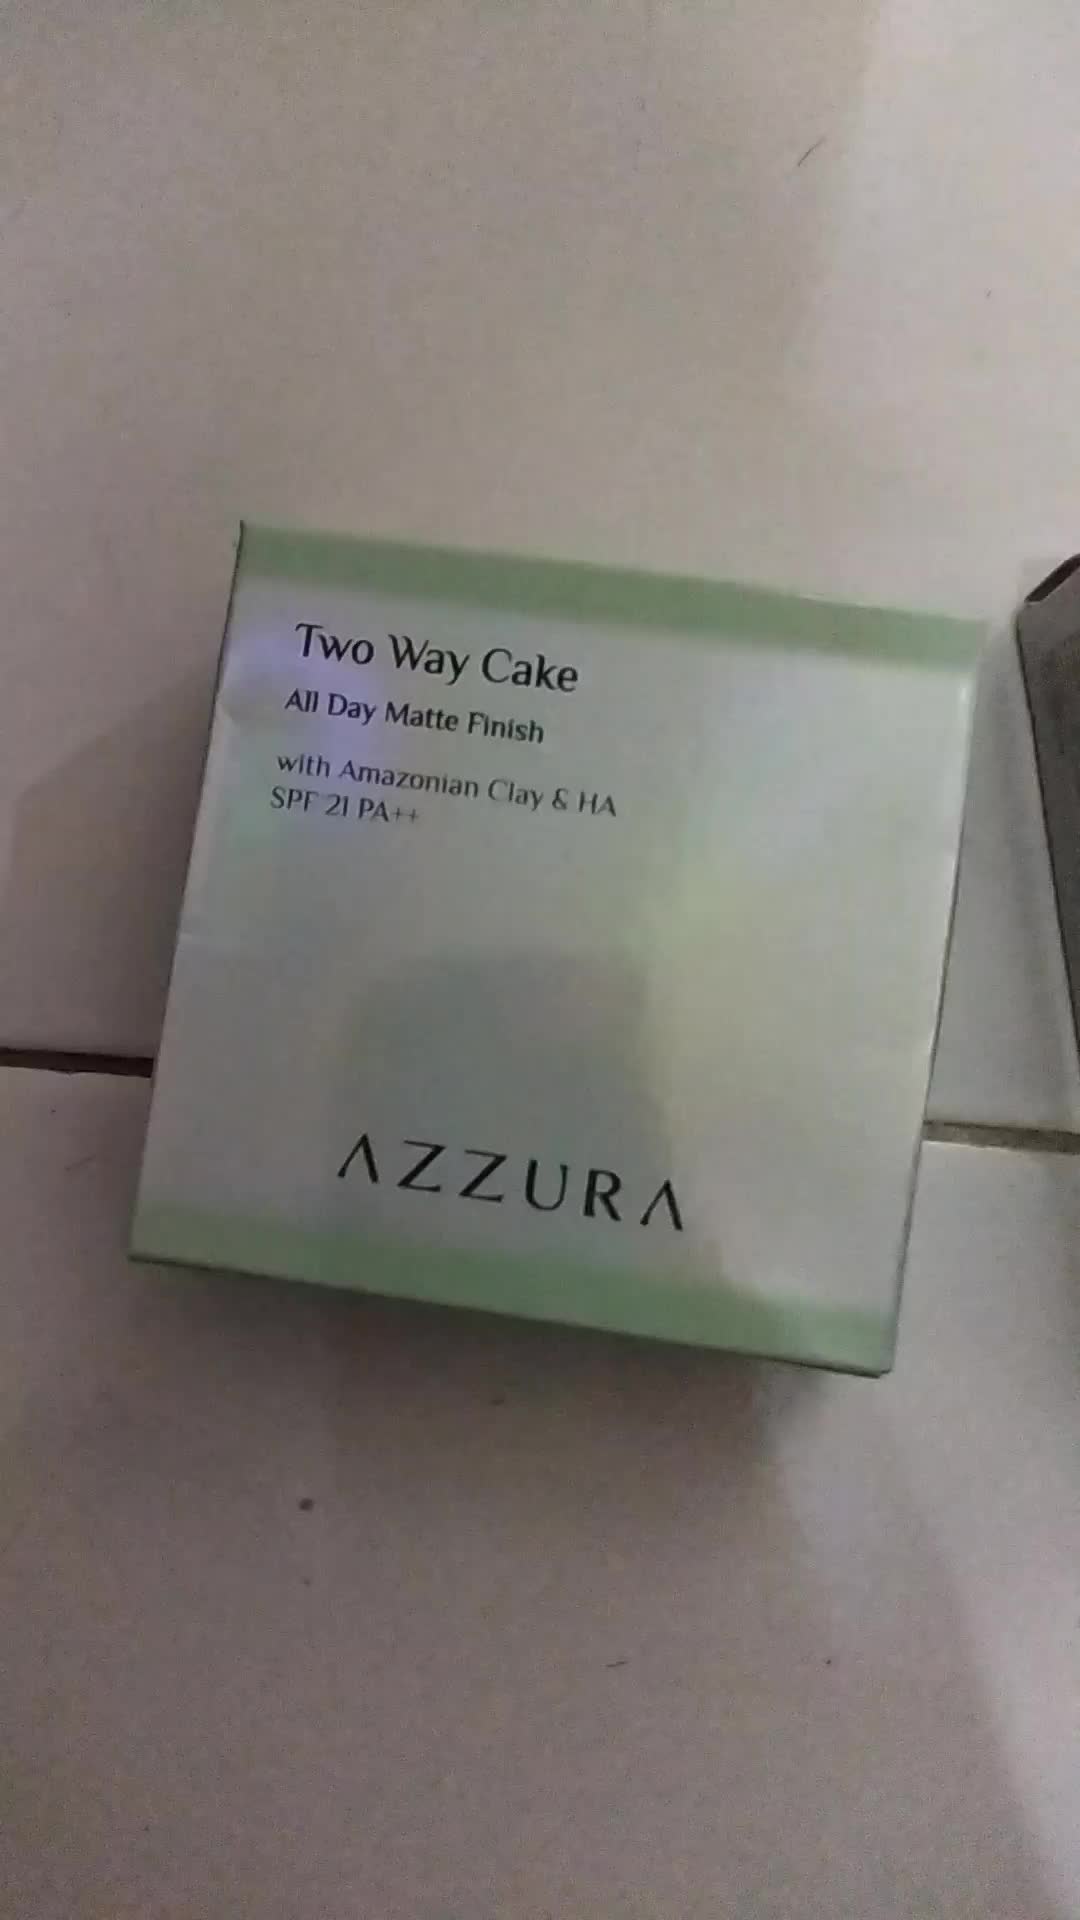 Two Way Cake
All Day Matte Finish
with Amazonian Clay & HA
SPF 21 PA++
AZZURA